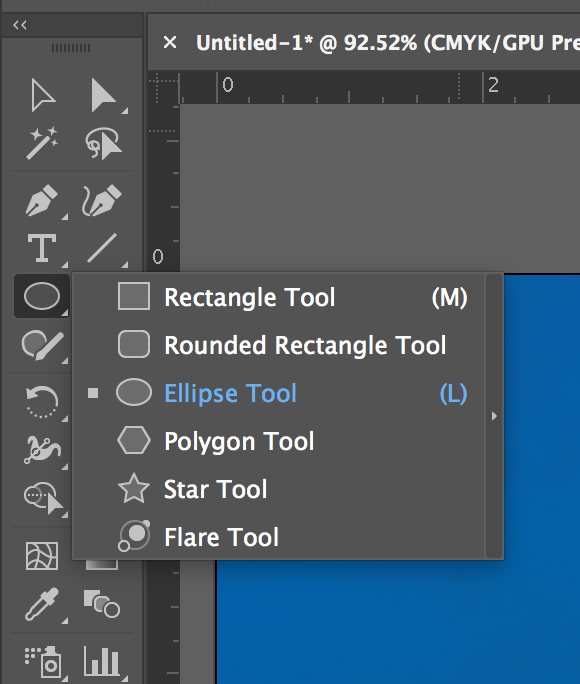 Untitled-1* @ 92.52% (CMYK/GPU Pre
0 2
0
Rectangle Tool (M)
Rounded Rectangle Tool
Ellipse Tool (L)
Polygon Tool
Star Tool
Flare Tool